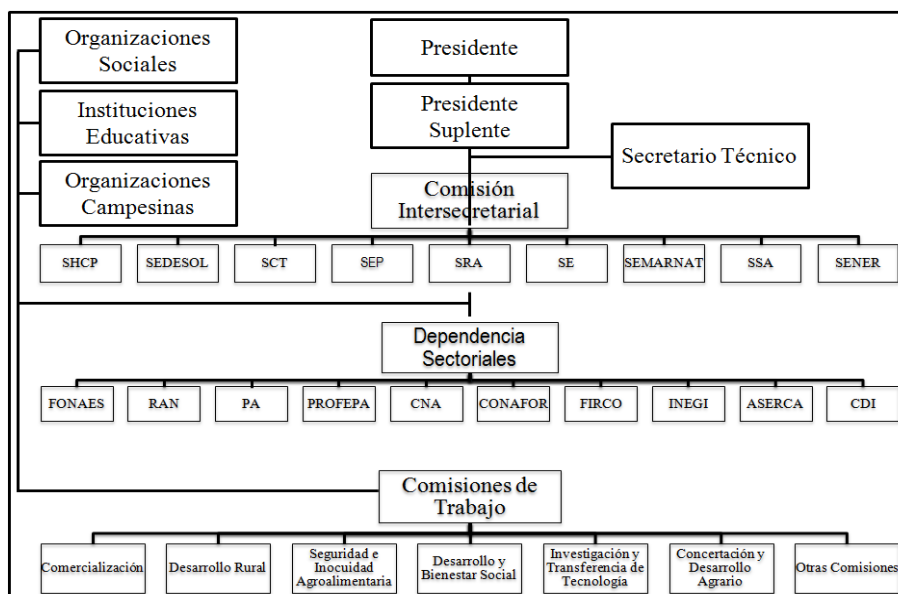 Organizaciones
Sociales
Instituciones
Educativas
Organizaciones
Campesinas
Presidente
Presidente
Suplente
Secretario Técnico
Comisión
Intersecretarial
SHCP
SEDESOL
SCT
SEP
SRA
SE
SEMARNAT
SSA
SENER
Dependencia
Sectoriales
FONAES
RAN
PA
PROFEPA
CNA
CONAFOR
FIRCO
INEGI
ASERCA
CDI
Comisiones de
Trabajo
Comercialización
Desarrollo Rural
Seguridad e
Inocuidad
Agroalimentaria
Desarrollo y
Bienestar Social
Investigación y
Transferencia de
Tecnología
Concertación y
Desarrollo
Agrario
Otras Comisiones